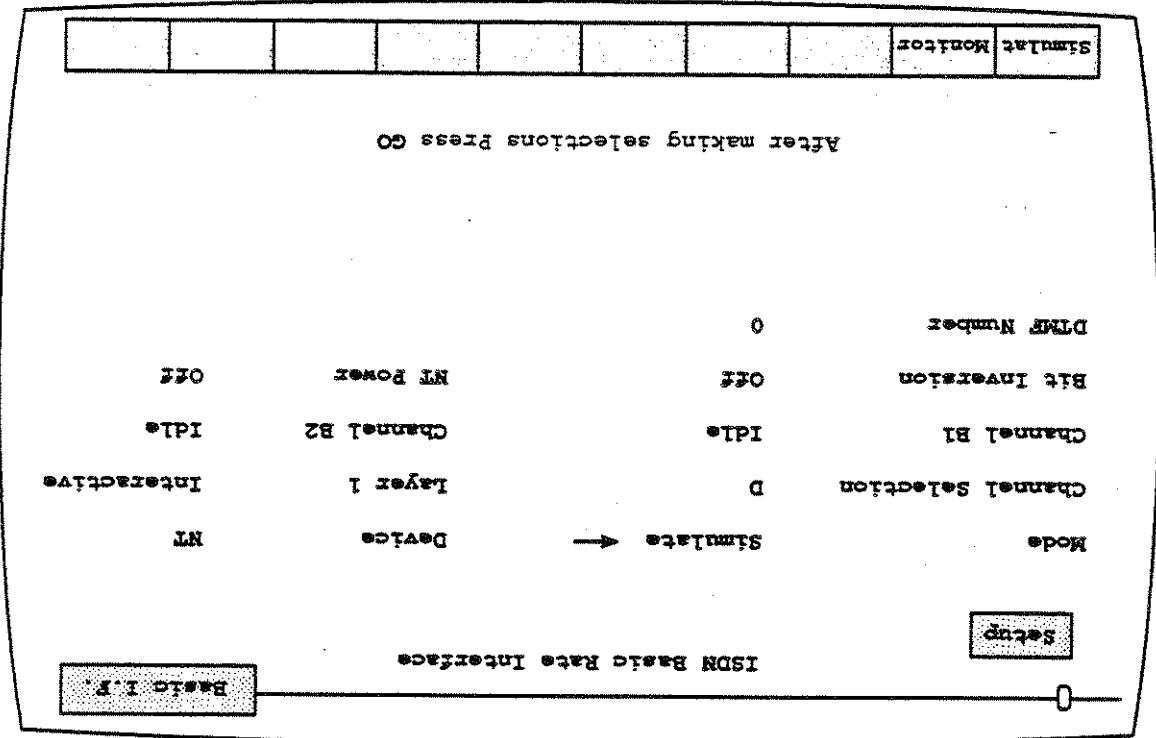 Basic I.F.
Setup
ISDN Basic Rate Interface
Mode Simulate ← Device NT
Channel Selection D Layer 1 Interactive
Channel B1 Idle Channel B2 Idle
Bit Inversion Off NT Power Off
DTMF Number 0
After making selections Press GO
Simulat Monitor